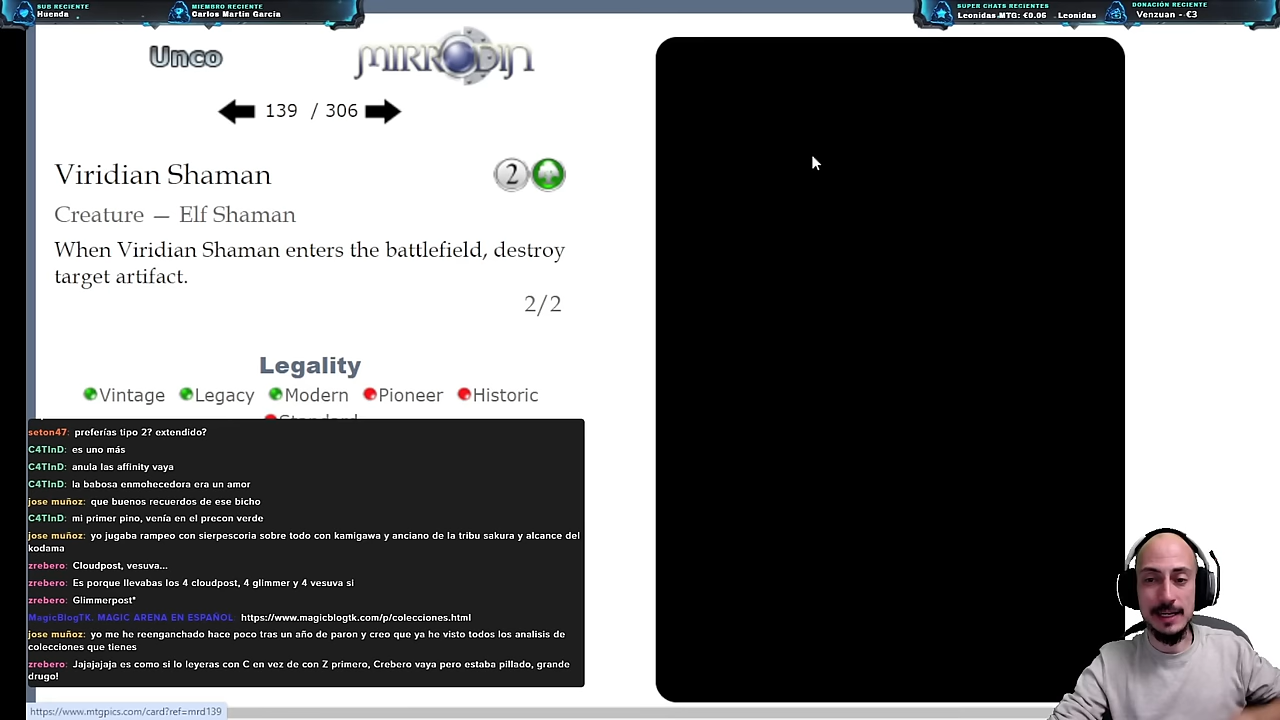 SUB RECIENTE
Huenda
MIEMBRO RECIENTE
Carlos Martin Garcia
SUPER CHATS RECIENTES
Leonidas MTG: €0.06 Leonidas
DONACIÓN RECIENTE
Venzuan - €3
Unco
MIRRODIN
139 / 306
Viridian Shaman
2
Creature — Elf Shaman
When Viridian Shaman enters the battlefield, destroy
target artifact.
2/2
Legality
Vintage Legacy Modern Pioneer Historic
Standard
seton47: preferías tipo 2? extendido?
C4TInD: es uno más
C4TInD: anula las affinity vaya
C4TInD: la babosa enmohecedora era un amor
jose muñoz: que buenos recuerdos de ese bicho
C4TInD: mi primer pino, venía en el precon verde
jose muñoz: yo jugaba rampeo con sierpescoria sobre todo con kamigawa y anciano de la tribu sakura y alcance del
kodama
zrebero: Cloudpost, vesuva...
zrebero: Es porque llevabas los 4 cloudpost, 4 glimmer y 4 vesuva si
zrebero: Glimmerpost*
MagicBlogTK. MAGIC ARENA EN ESPAÑOL: https://www.magicblogtk.com/p/colecciones.html
jose muñoz: yo me he reenganchado hace poco tras un año de paron y creo que ya he visto todos los analisis de
colecciones que tienes
zrebero: Jajajajaja es como si lo leyeras con C en vez de con Z primero, Crebero vaya pero estaba pillado, grande
drugo!
https://www.mtgpics.com/card?ref=mrd139